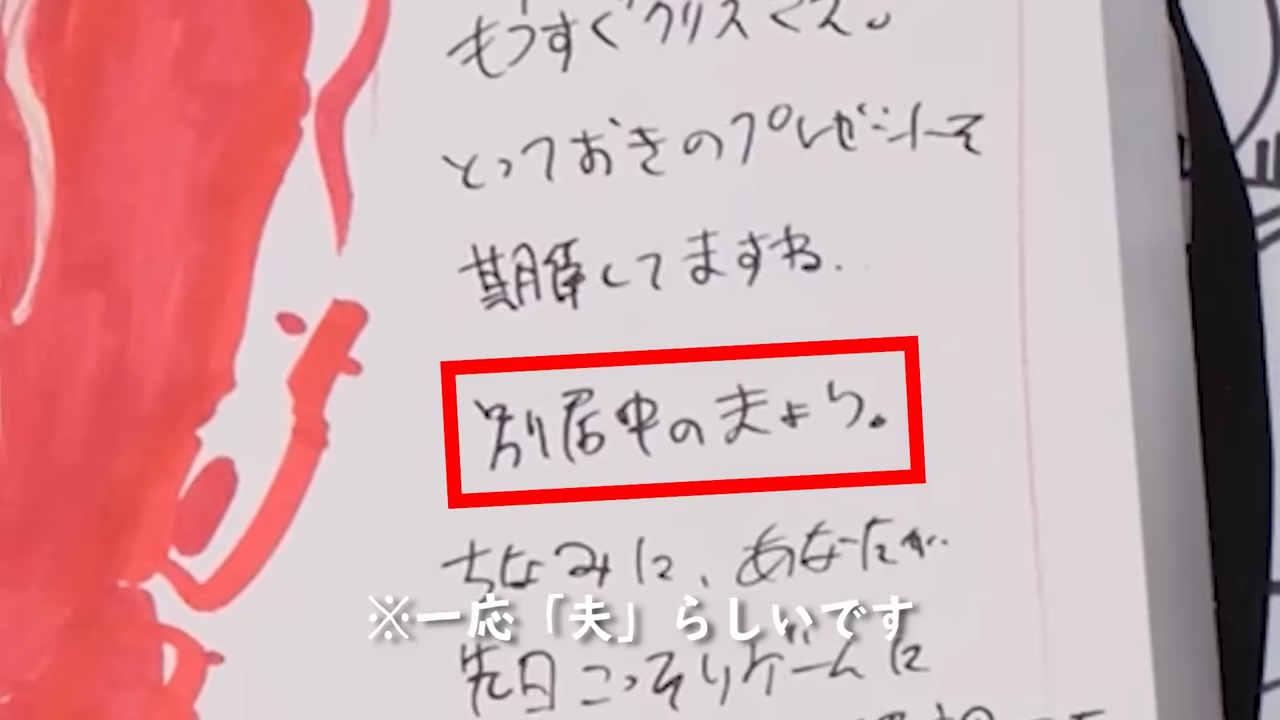 もうすぐクリスマス。
とっておきのプレゼントを
期待してますね.
別居中の夫より。
ちなみに、あなたが
※一応「夫」らしいです
先日こっそりゲームに